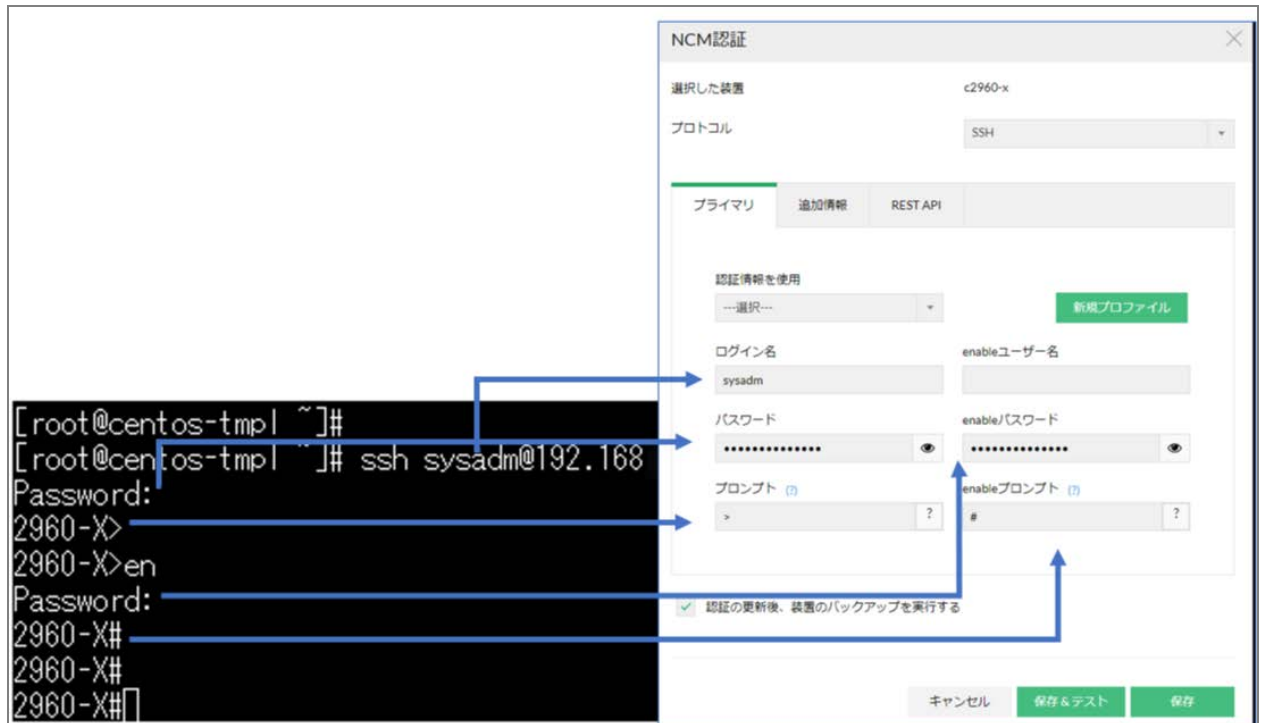 NCM認証
選択した装置 c2960-x
プロトコル SSH
プライマリ 追加情報 REST API
認証情報を使用
---選択--- 新規プロファイル
ログイン名 enableユーザー名
sysadm
パスワード enableパスワード
•••••••••••••• ••••••••••••••
プロンプト (?) enableプロンプト (?)
> ? # ?
認証の更新後、装置のバックアップを実行する
キャンセル 保存&テスト 保存
[root@centos-tmpl ~]#
[root@centos-tmpl ~]# ssh sysadm@192.168
Password:
2960-X>
2960-X>en
Password:
2960-X#
2960-X#
2960-X#